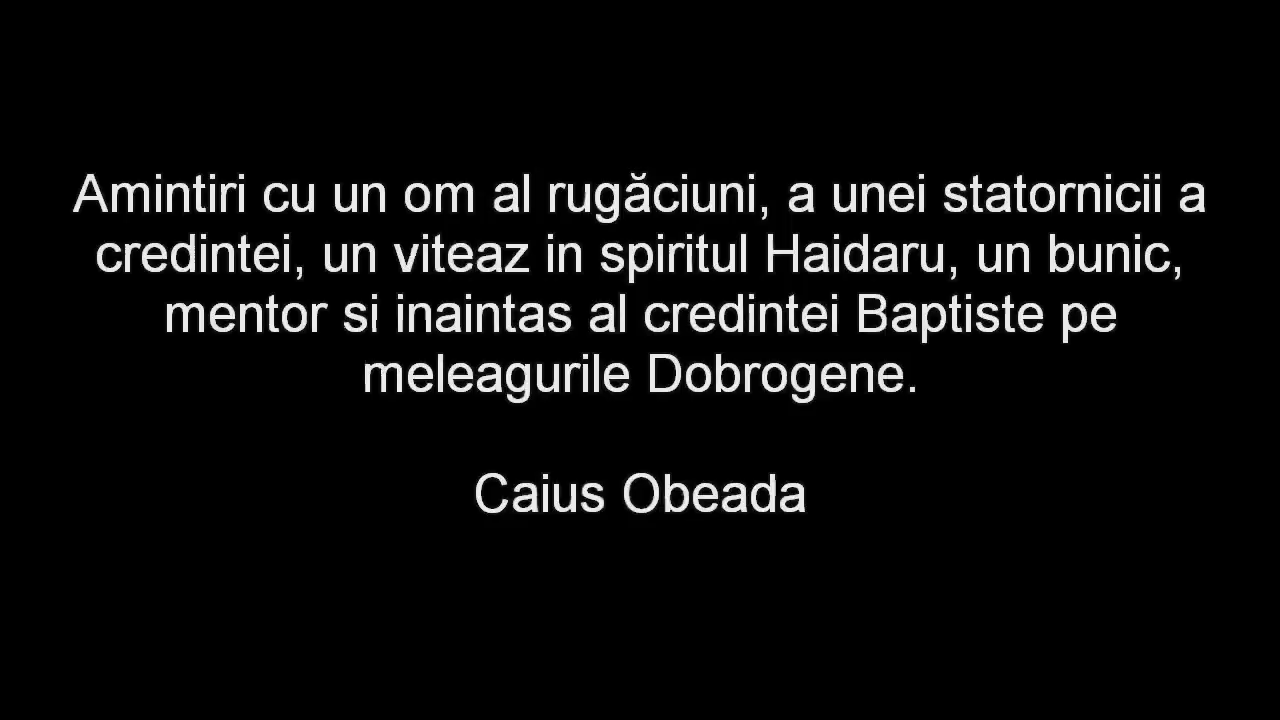 Amintiri cu un om al rugăciuni, a unei statornicii a
credintei, un viteaz in spiritul Haidaru, un bunic,
mentor si inaintas al credintei Baptiste pe
meleagurile Dobrogene.
Caius Obeada